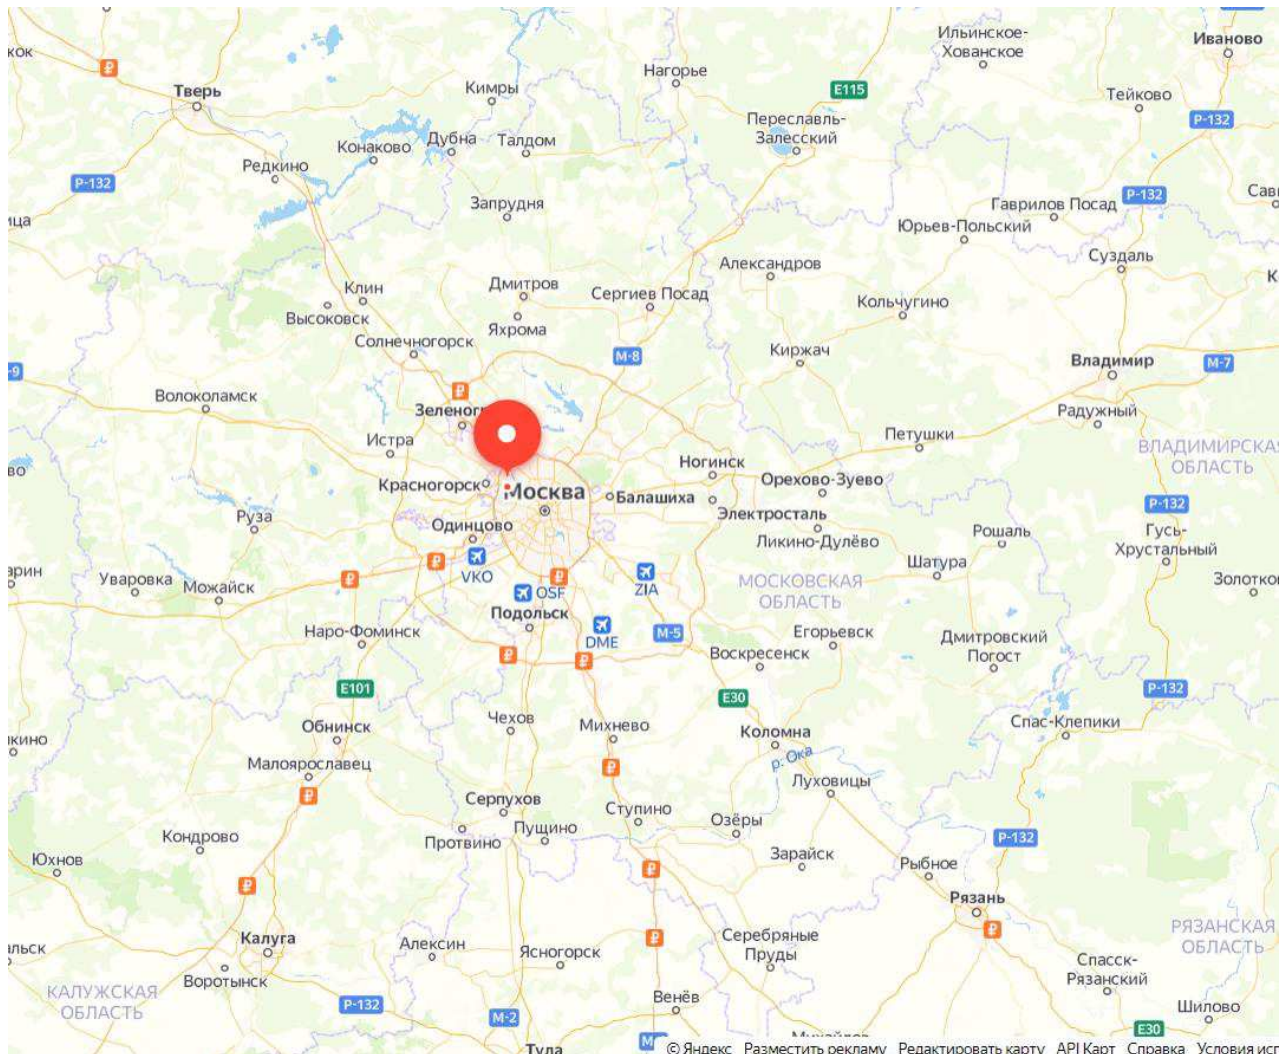 Ильинское-
Хованское
Иваново
Нагорье
Тверь
Кимры
E115
Тейково
Переславль-
Залесский
P-132
Дубна
Талдом
Конаково
Редкино
P-132
P-132
Запрудня
Гаврилов Посад
Юрьев-Польский
Суздаль
Александров
Дмитров
Клин
Сергиев Посад
Кольчугино
Высоковск
Яхрома
Солнечногорск
М-8
Киржач
Владимир
М-7
Волоколамск
Радужный
Истра
Петушки
ВЛАДИМИРСКА
ОБЛАСТЬ
Ногинск
Красногорск
Москва
Балашиха
Орехово-Зуево
P-132
Руза
Одинцово
Электросталь
Ликино-Дулёво
Рошаль
Гусь-
Хрустальный
VKO
Шатура
Уваровка
Можайск
OSF
ZIA
МОСКОВСКАЯ
ОБЛАСТЬ
Подольск
Наро-Фоминск
DME
М-5
Егорьевск
Дмитровский
Погост
Воскресенск
E101
E30
P-132
Чехов
Михнево
Обнинск
Коломна
Спас-Клепики
р. Ока
Малоярославец
Луховицы
Серпухов
Ступино
Озёры
Кондрово
Протвино
Пущино
P-132
Юхнов
Зарайск
Рыбное
Рязань
Калуга
Алексин
Ясногорск
Серебряные
Пруды
РЯЗАНСКАЯ
ОБЛАСТЬ
Воротынск
Спасск-
Рязанский
КАЛУЖСКАЯ
ОБЛАСТЬ
P-132
М-2
Венёв
Шилово
E30
Тула
© Яндекс Разместить рекламу Редактировать карту API Карт Справка Условия исп